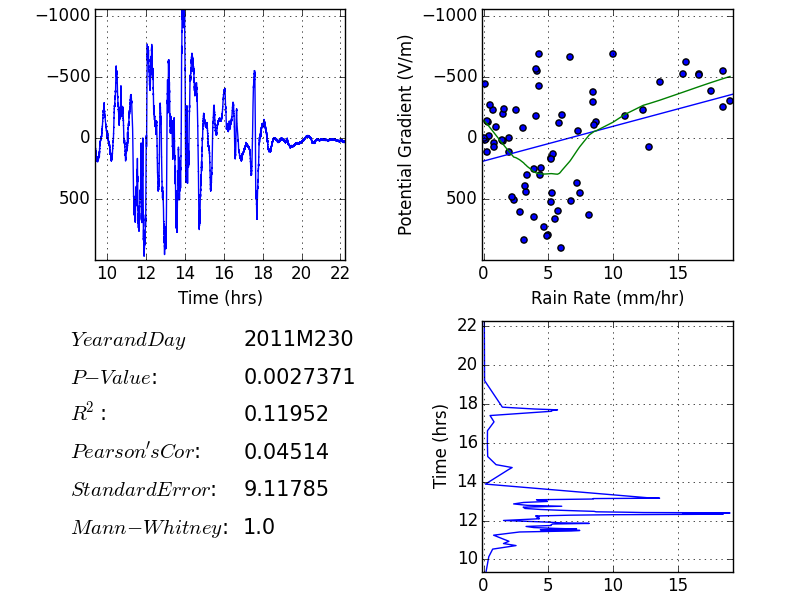 −1000
−500
0
500
10 12 14 16 18 20 22
Time (hrs)
−1000
−500
0
500
Potential Gradient (V/m)
0 5 10 15
Rain Rate (mm/hr)
YearandDay 2011M230
P−Value: 0.0027371
R² : 0.11952
Pearson'sCor: 0.04514
StandardError: 9.11785
Mann−Whitney: 1.0
22
20
18
16
14
12
10
Time (hrs)
0 5 10 15